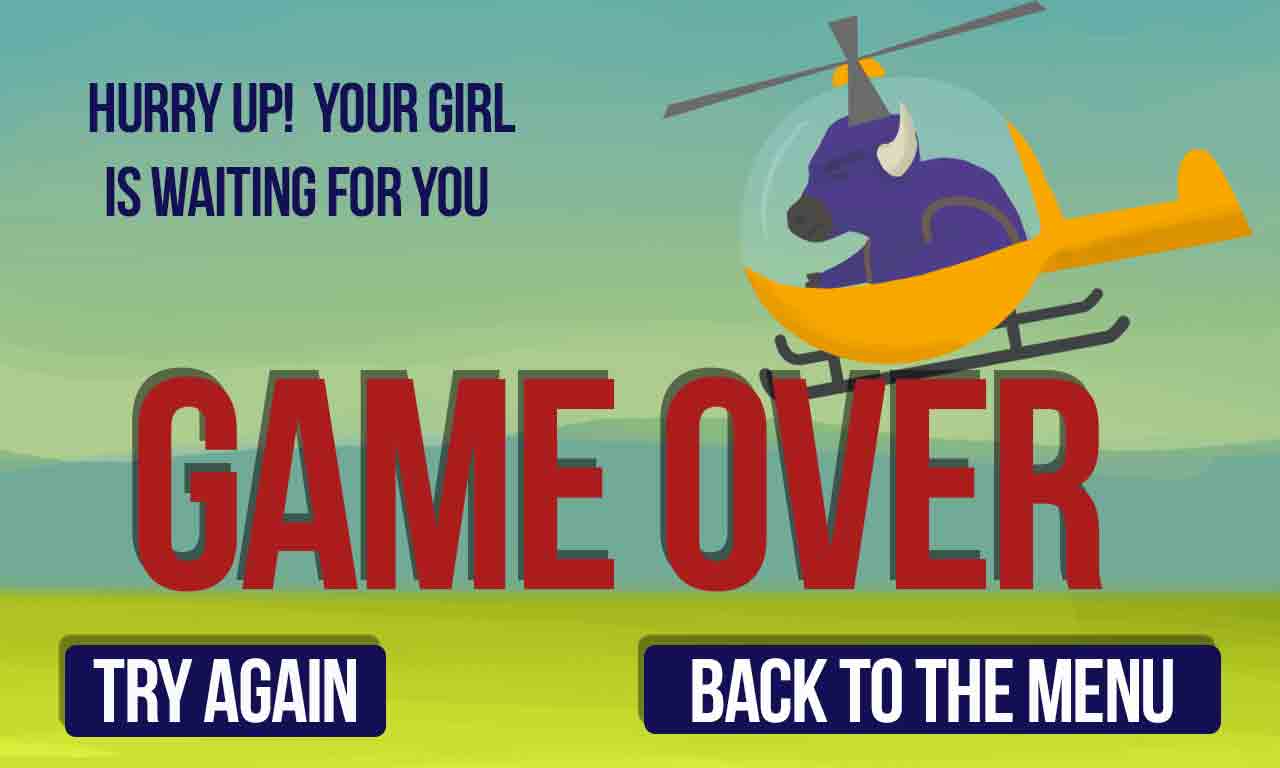 HURRY UP! YOUR GIRL
IS WAITING FOR YOU
GAME OVER
TRY AGAIN
BACK TO THE MENU